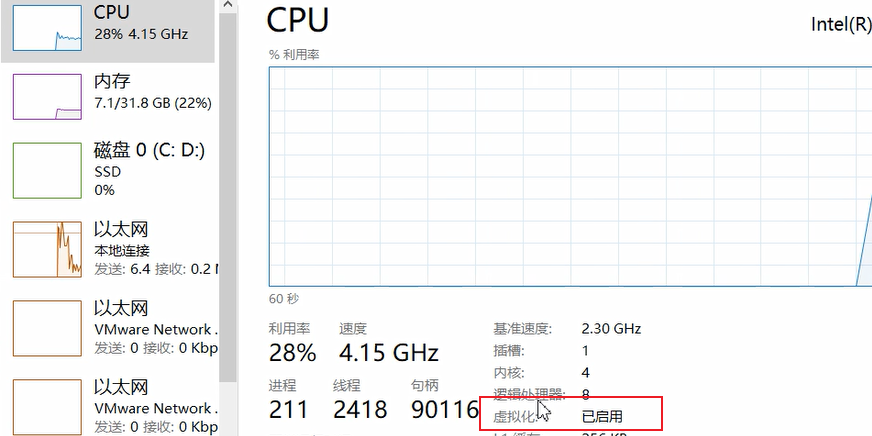 CPU
28% 4.15 GHz
内存
7.1/31.8 GB (22%)
磁盘 0 (C: D:)
SSD
0%
以太网
本地连接
发送: 6.4 接收: 0.2
以太网
VMware Network
发送: 0 接收: 0 Kbp
以太网
VMware Network
发送: 0 接收: 0 Kbp
CPU
Intel(R)
% 利用率
60 秒
利用率
速度
28%
4.15 GHz
进程
线程
句柄
211
2418
90116
基准速度:
2.30 GHz
插槽:
1
内核:
4
逻辑处理器:
8
虚拟化:
已启用